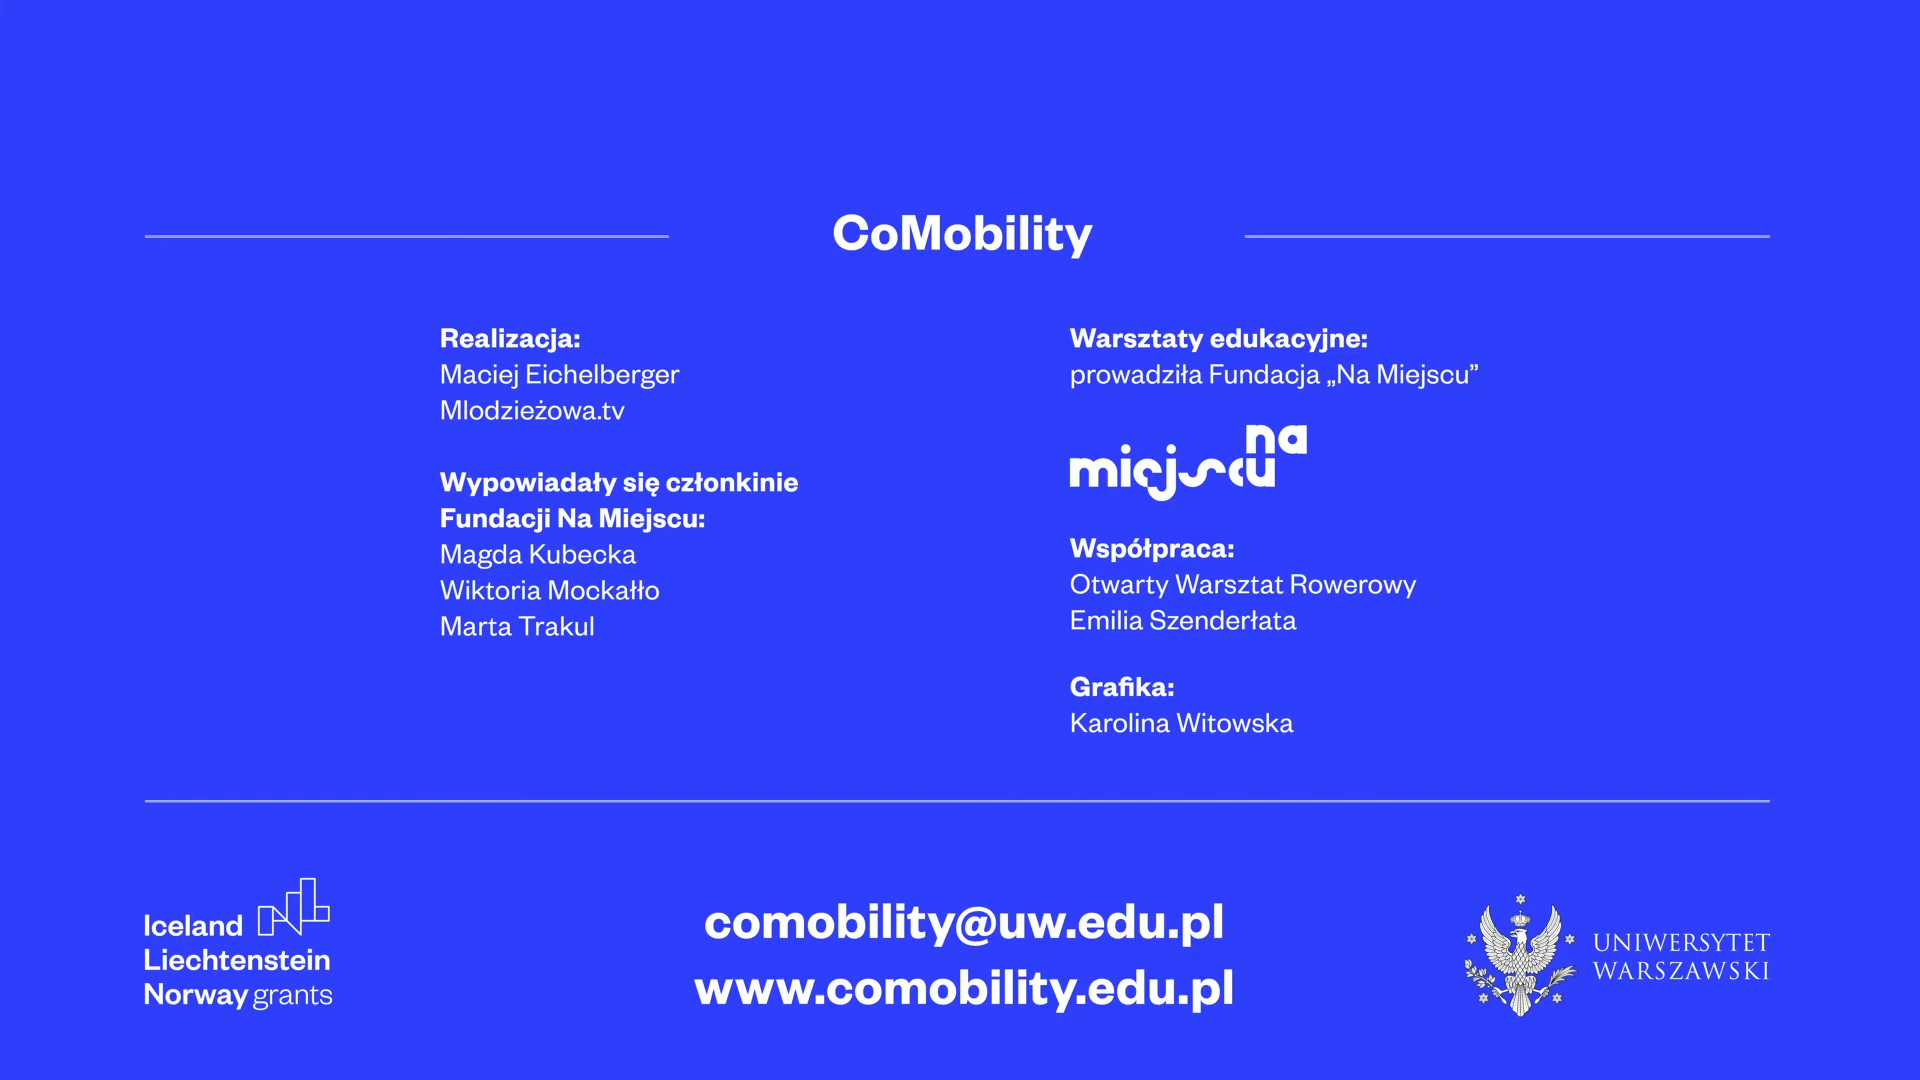 CoMobility
Realizacja:
Maciej Eichelberger
Mlodzieżowa.tv
Wypowiadały się członkinie
Fundacji Na Miejscu:
Magda Kubecka
Wiktoria Mockałło
Marta Trakul
Warsztaty edukacyjne:
prowadziła Fundacja „Na Miejscu”
na
miejscu
Współpraca:
Otwarty Warsztat Rowerowy
Emilia Szenderłata
Grafika:
Karolina Witowska
Iceland
Liechtenstein
Norway grants
comobility@uw.edu.pl
www.comobility.edu.pl
UNIWERSYTET
WARSZAWSKI